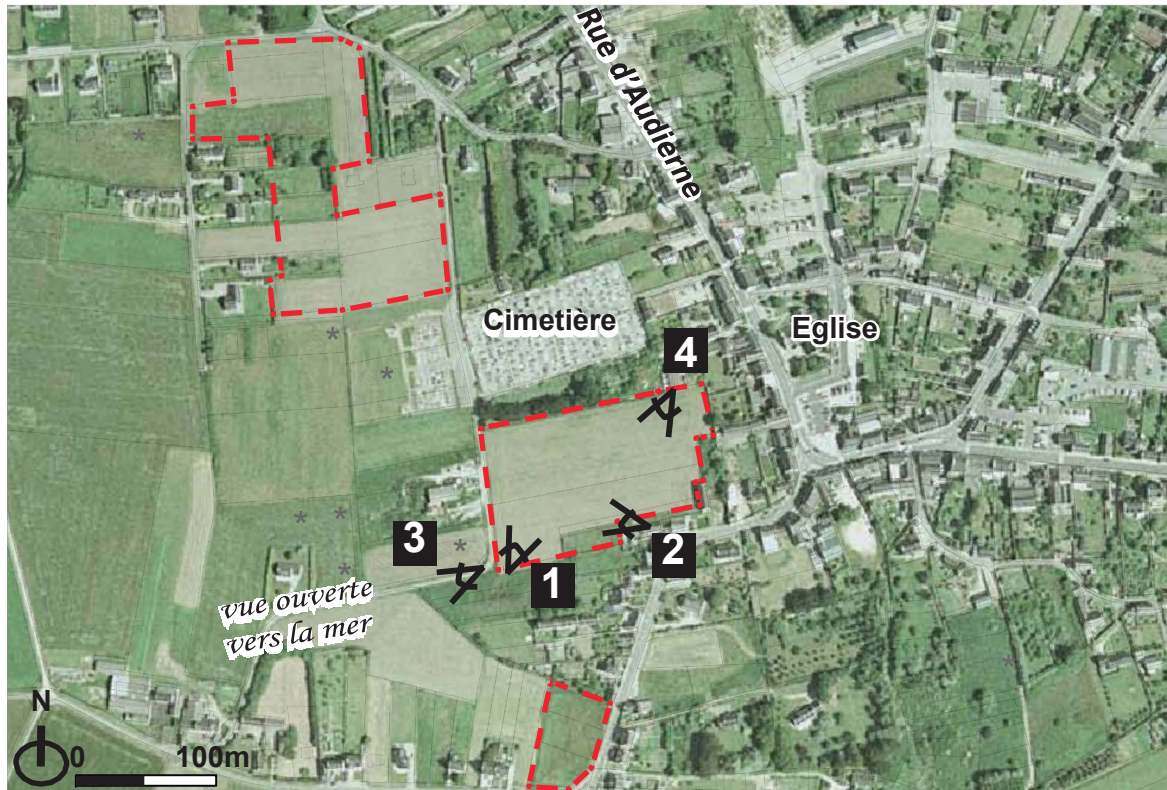 Rue d'Audierne
Cimetière
Eglise
4
3
2
1
vue ouverte
vers la mer
N
0 100m